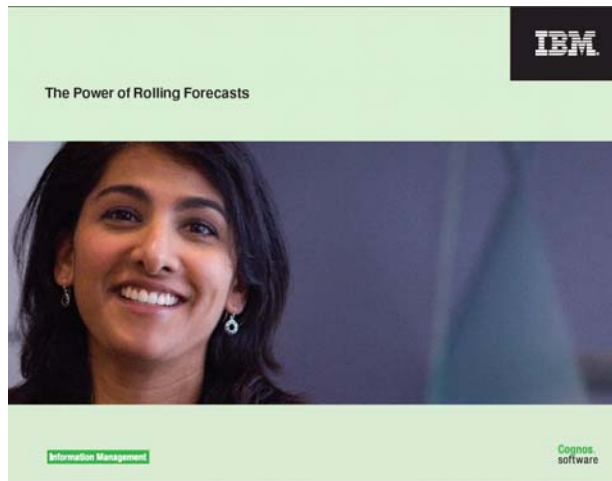 IBM.
The Power of Rolling Forecasts
Information Management
Cognos.
software